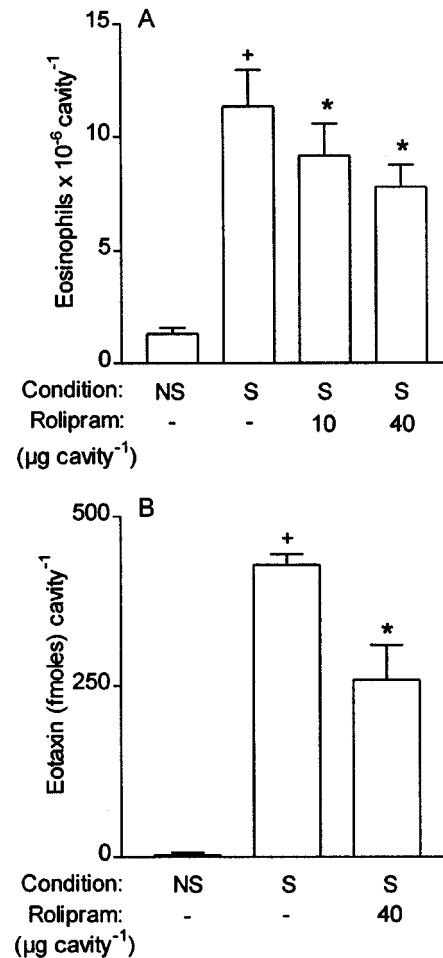 A
Eosinophils x 10⁻⁶ cavity⁻¹
15
10
5
0
+
*
*
Condition: NS S S S
Rolipram: - - 10 40
(µg cavity⁻¹)
B
Eotaxin (fmoles) cavity⁻¹
500
250
0
+
*
Condition: NS S S
Rolipram: - - 40
(µg cavity⁻¹)